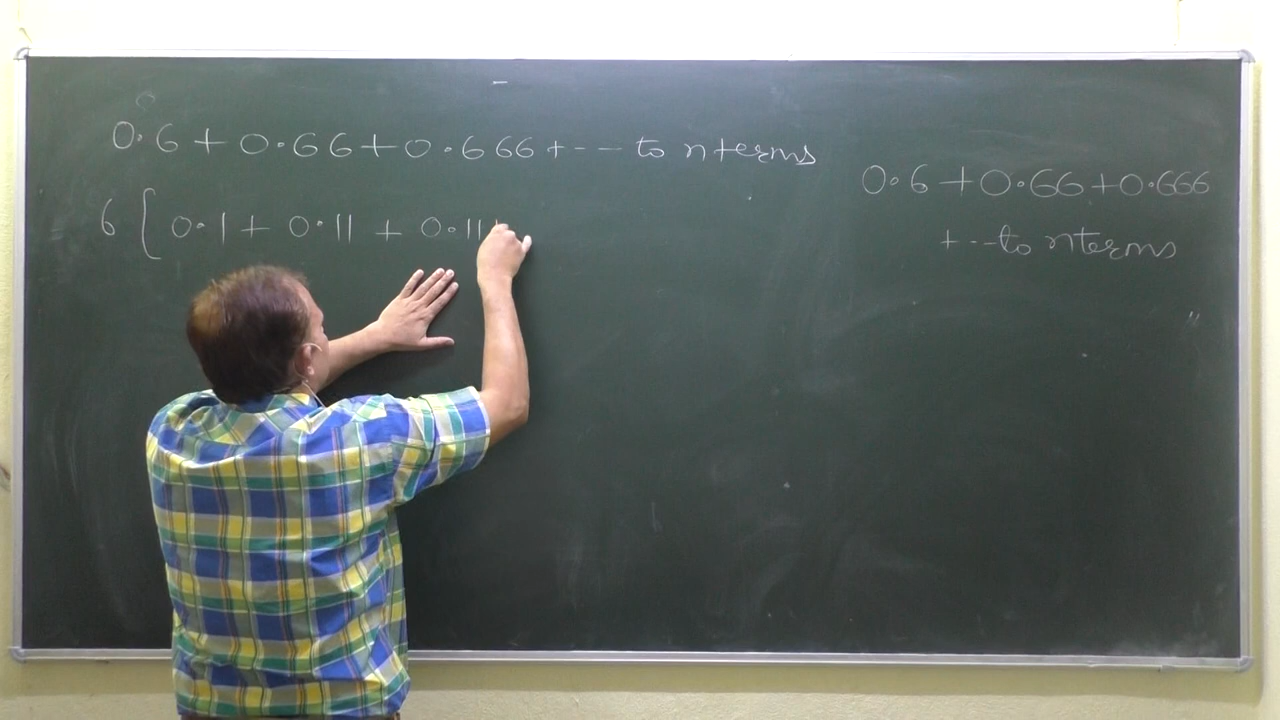 0.6 + 0.66 + 0.666 + --- to n terms
6 { 0.1 + 0.11 + 0.11
0.6 + 0.66 + 0.666
+ --- to n terms